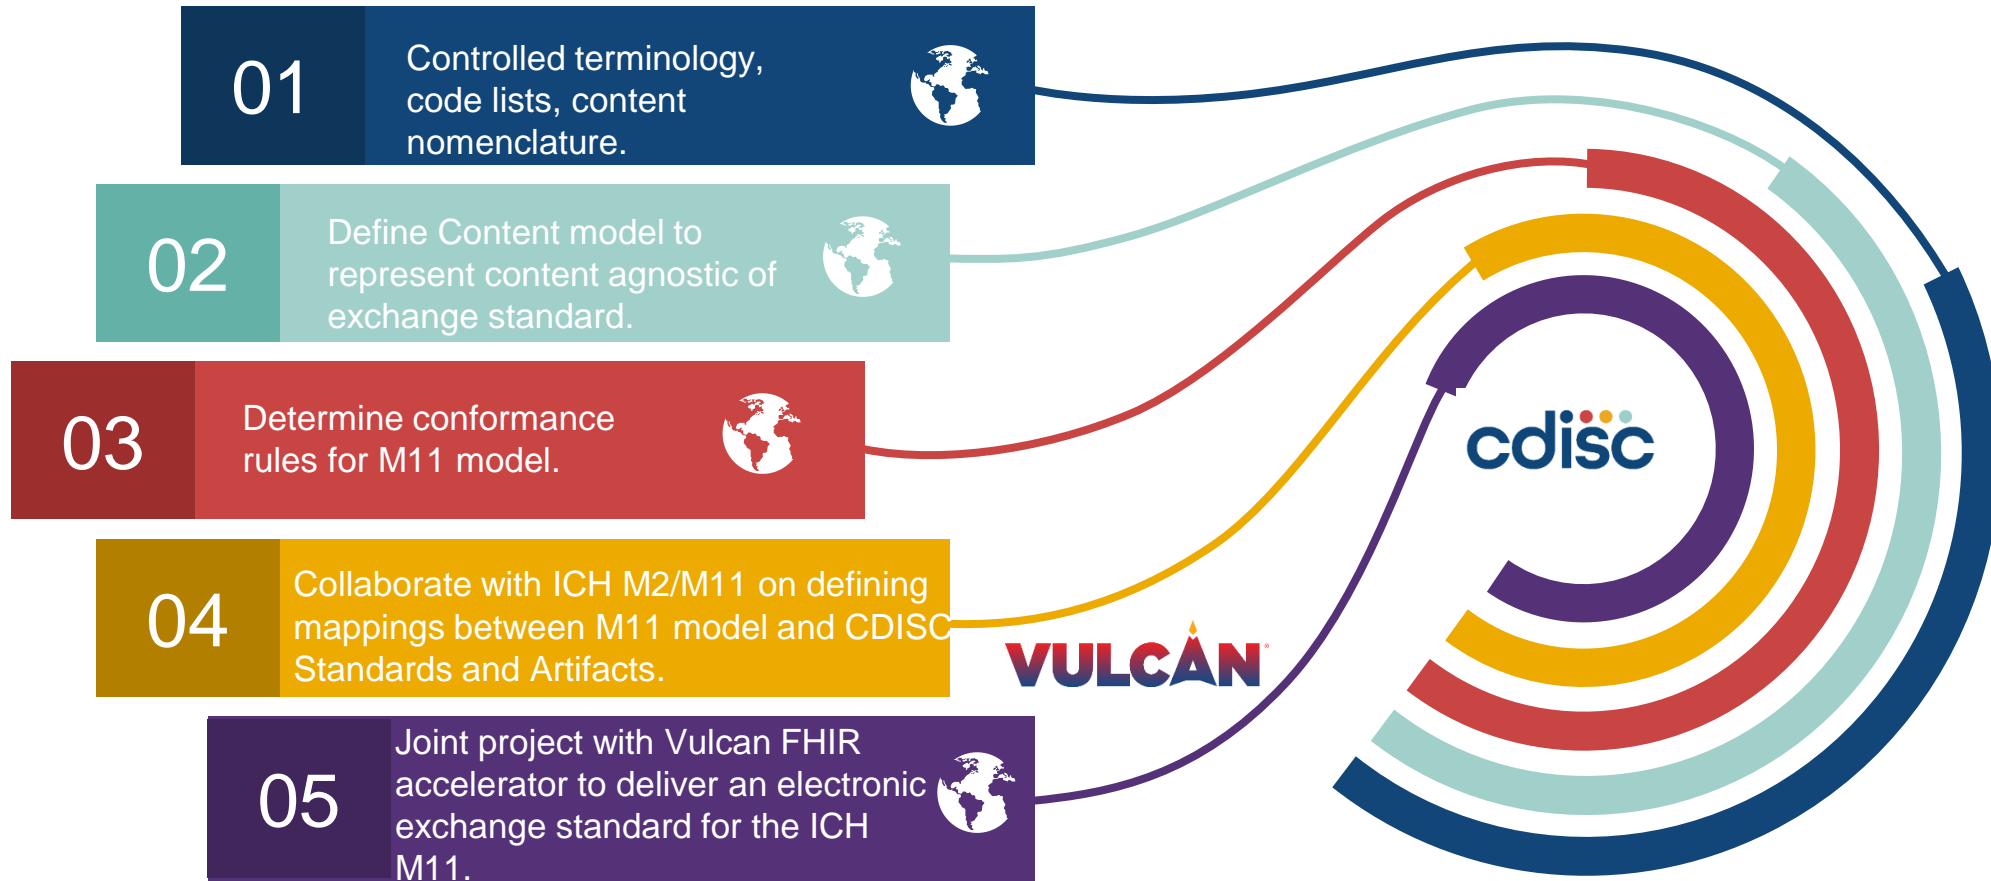 01
Controlled terminology,
code lists, content
nomenclature.
02
Define Content model to
represent content agnostic of
exchange standard.
03
Determine conformance
rules for M11 model.
04
Collaborate with ICH M2/M11 on defining
mappings between M11 model and CDISC
Standards and Artifacts.
05
Joint project with Vulcan FHIR
accelerator to deliver an electronic
exchange standard for the ICH
M11.
VULCAN®
cdisc